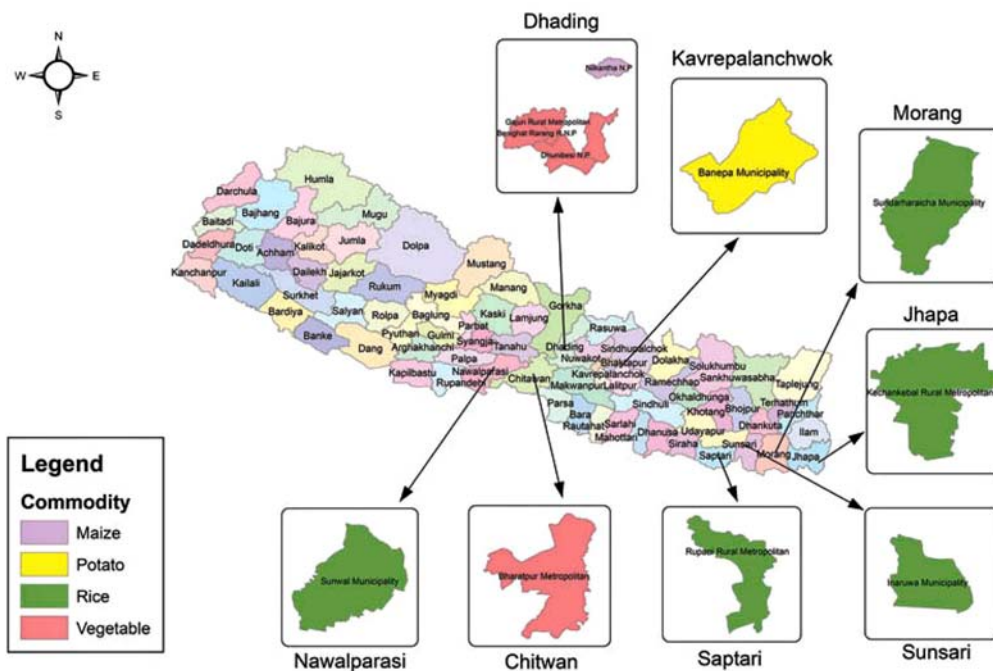 N
W
E
S
Dhading
Nilkantha N.P
Gajuri Rural Metropolitan
Benighat Rorang R.N.P
Dhunibesi N.P
Kavrepalanchwok
Banepa Municipality
Morang
Sundarharaicha Municipality
Jhapa
Kechankebal Rural Metropolitan
Darchula
Humla
Bajhang
Bajura
Mugu
Baitadi
Dadeldhura
Doti
Achham
Kalikot
Jumla
Dolpa
Kanchanpur
Kailali
Dailekh
Jajarkot
Mustang
Surkhet
Rukum
Manang
Bardiya
Salyan
Rolpa
Myagdi
Baglung
Kaski
Lamjung
Gorkha
Banke
Dang
Pyuthan
Gulmi
Parbat
Syangja
Tanahu
Arghakhanchi
Palpa
Kapilbastu
Rupandehi
Nawalparasi
Chitawan
Dhading
Rasuwa
Nuwakot
Sindhupalchok
Bhaktapur
Kavrepalanchok
Lalitpur
Makwanpur
Dolakha
Ramechhap
Solukhumbu
Sankhuwasabha
Taplejung
Parsa
Bara
Rautahat
Sindhuli
Okhaldhunga
Khotang
Bhojpur
Terhathum
Panchthar
Sarlahi
Mahottari
Dhanusa
Siraha
Udayapur
Saptari
Sunsari
Dhankuta
Morang
Ilam
Jhapa
Legend
Commodity
Maize
Potato
Rice
Vegetable
Sunwal Municipality
Nawalparasi
Bharatpur Metropolitan
Chitwan
Rupani Rural Metropolitan
Saptari
Inaruwa Municipality
Sunsari